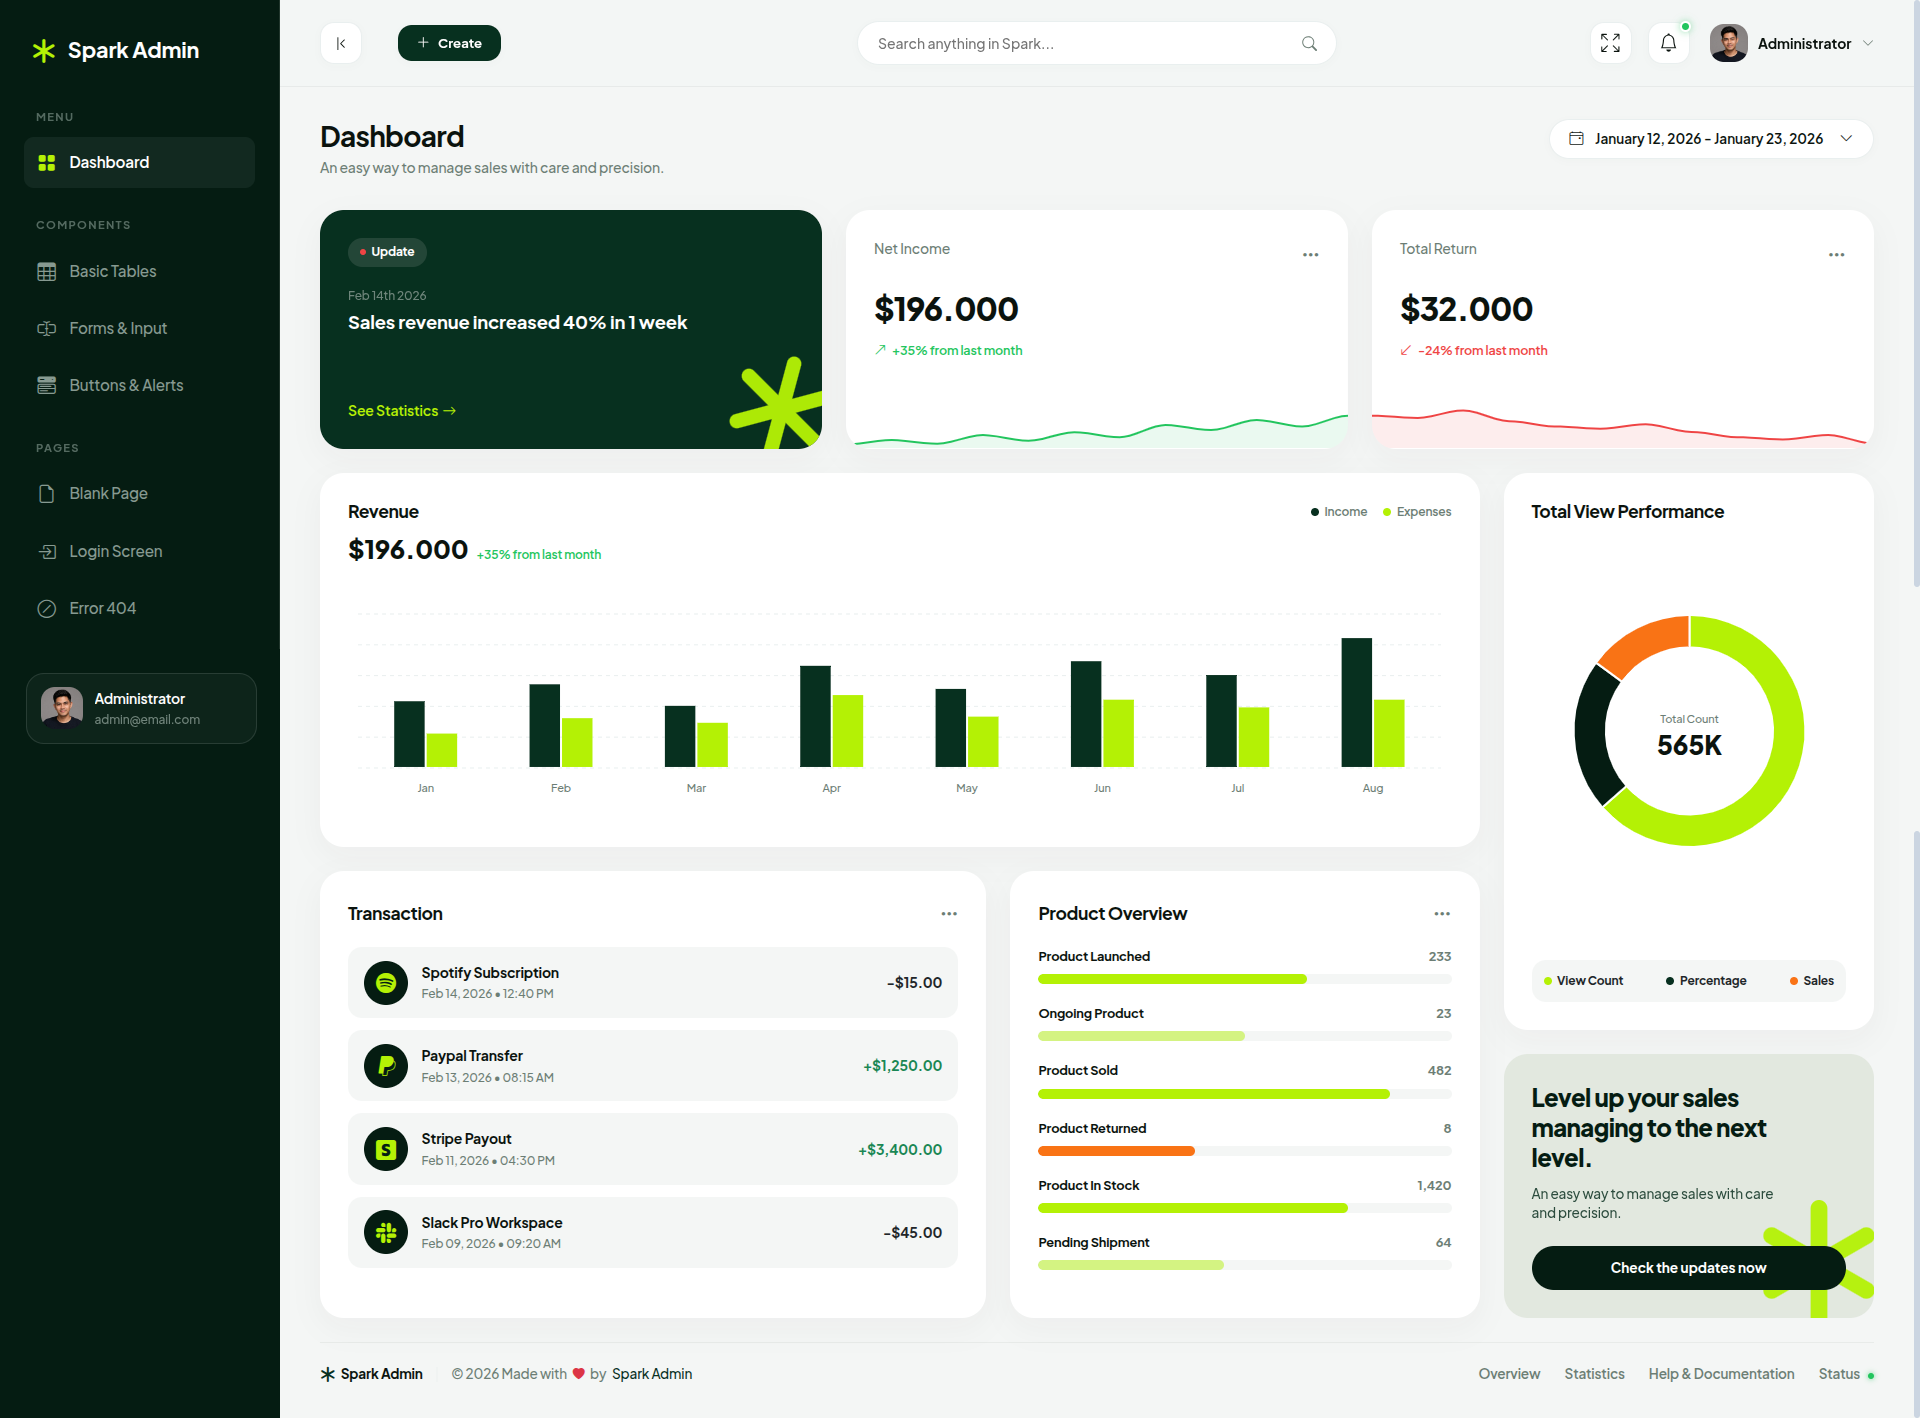 Spark Admin
MENU
Dashboard
COMPONENTS
Basic Tables
Forms & Input
Buttons & Alerts
PAGES
Blank Page
Login Screen
Error 404
Administrator
admin@email.com
Create
Search anything in Spark...
Administrator
Dashboard
An easy way to manage sales with care and precision.
January 12, 2026 - January 23, 2026
Update
Feb 14th 2026
Sales revenue increased 40% in 1 week
See Statistics →
Net Income
$196.000
+35% from last month
Total Return
$32.000
-24% from last month
Revenue
$196.000 +35% from last month
Income
Expenses
Jan
Feb
Mar
Apr
May
Jun
Jul
Aug
Total View Performance
Total Count
565K
View Count
Percentage
Sales
Transaction
Spotify Subscription
Feb 14, 2026 • 12:40 PM
-$15.00
Paypal Transfer
Feb 13, 2026 • 08:15 AM
+$1,250.00
Stripe Payout
Feb 11, 2026 • 04:30 PM
+$3,400.00
Slack Pro Workspace
Feb 09, 2026 • 09:20 AM
-$45.00
Product Overview
Product Launched
233
Ongoing Product
23
Product Sold
482
Product Returned
8
Product In Stock
1,420
Pending Shipment
64
Level up your sales
managing to the next
level.
An easy way to manage sales with care
and precision.
Check the updates now
Spark Admin
© 2026 Made with ❤ by Spark Admin
Overview
Statistics
Help & Documentation
Status